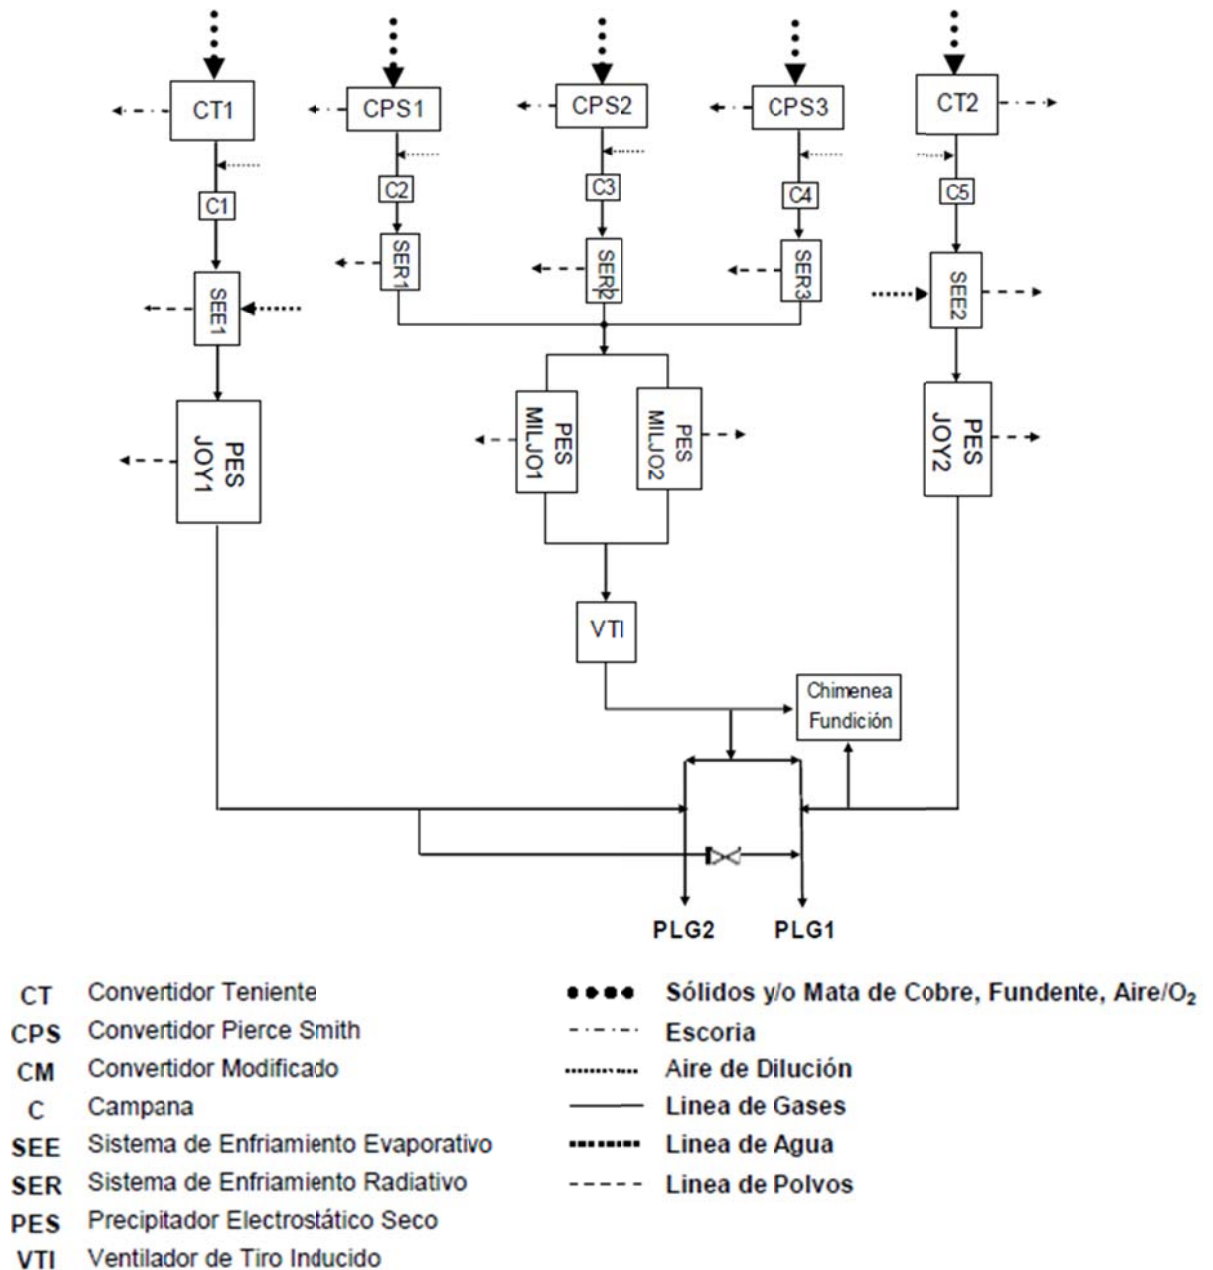 CT1
CPS1
CPS2
CPS3
CT2
C1
C2
C3
C4
C5
SER1
SER2
SER3
SEE1
SEE2
PES
JOY1
PES
MILJO1
PES
MILJO2
PES
JOY2
VTI
Chimenea
Fundición
PLG2
PLG1
CT Convertidor Teniente
CPS Convertidor Pierce Smith
CM Convertidor Modificado
C Campana
SEE Sistema de Enfriamiento Evaporativo
SER Sistema de Enfriamiento Radiativo
PES Precipitador Electrostático Seco
VTI Ventilador de Tiro Inducido
Sólidos y/o Mata de Cobre, Fundente, Aire/O₂
Escoria
Aire de Dilución
Linea de Gases
Linea de Agua
Linea de Polvos